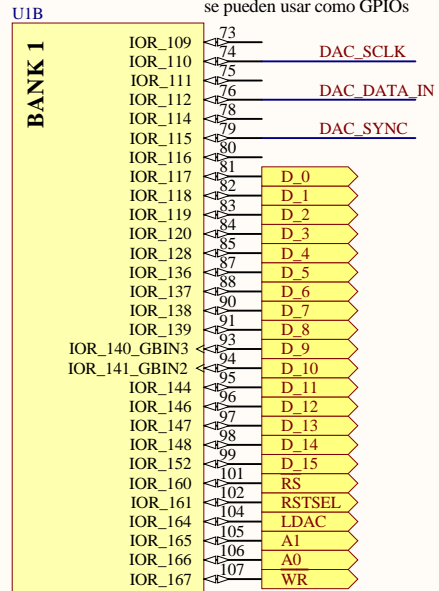 se pueden usar como GPIOs
U1B
BANK 1
IOR_109 73
IOR_110 74 DAC_SCLK
IOR_111 75
IOR_112 76 DAC_DATA_IN
IOR_114 78
IOR_115 79 DAC_SYNC
IOR_116 80
IOR_117 81 D_0
IOR_118 82 D_1
IOR_119 83 D_2
IOR_120 84 D_3
IOR_128 85 D_4
IOR_136 87 D_5
IOR_137 88 D_6
IOR_138 90 D_7
IOR_139 91 D_8
IOR_140_GBIN3 93 D_9
IOR_141_GBIN2 94 D_10
IOR_144 95 D_11
IOR_146 96 D_12
IOR_147 97 D_13
IOR_148 98 D_14
IOR_152 99 D_15
IOR_160 101 RS
IOR_161 102 RSTSEL
IOR_164 104 LDAC
IOR_165 105 A1
IOR_166 106 A0
IOR_167 107 WR